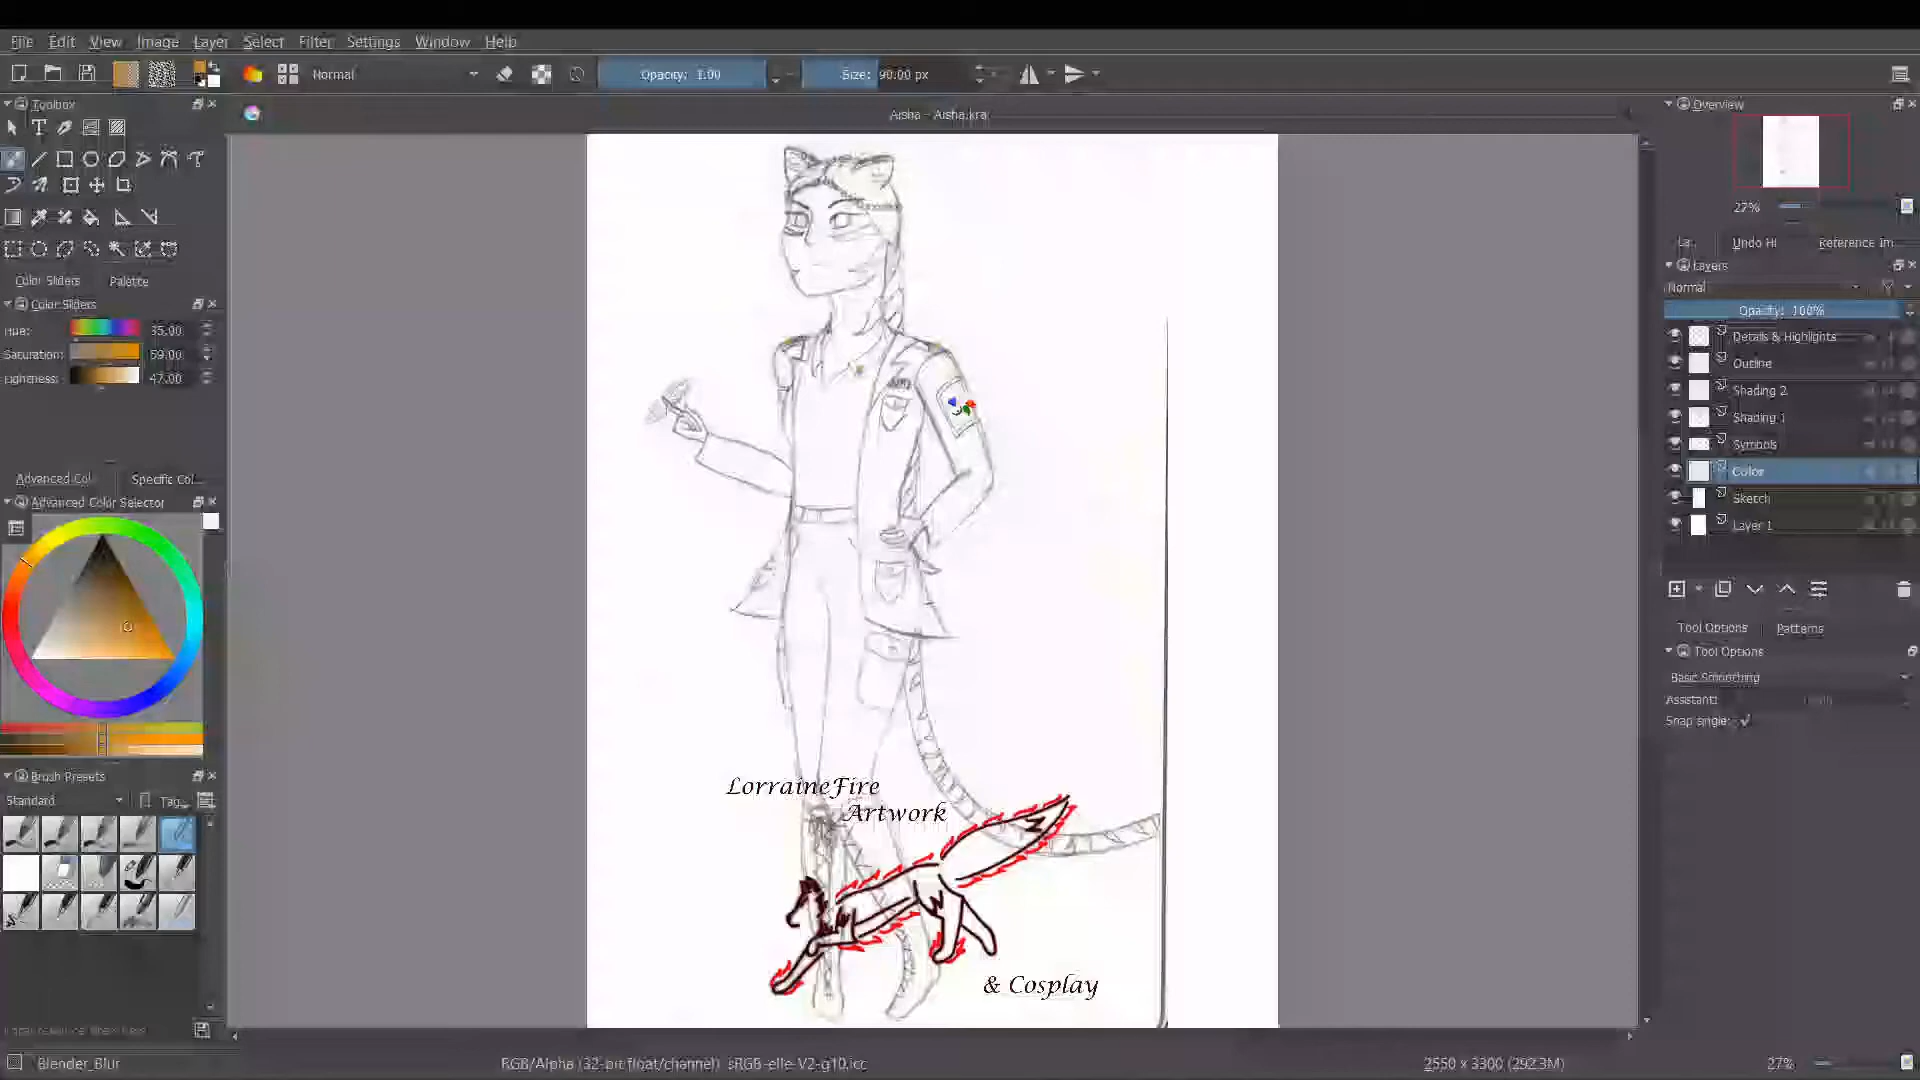 File Edit View Image Layer Select Filter Settings Window Help
Normal Opacity: 1.00 Size: 90.00 px
Toolbox
Aisha - Aisha.kra
Overview
27%
Color Sliders Palette
Color Sliders
Hue: 35.00
Saturation: 69.00
Lightness: 47.00
Undo Hi
Reference Im...
Layers
Normal
Opacity: 100%
Details & Highlights
Outline
Shading 2
Shading 1
Symbols
Color
Sketch
Layer 1
Advanced Col... Specific Col...
Advanced Color Selector
Tool Options Patterns
Tool Options
Basic Smoothing
Assistant:
Snap single:
Brush Presets
Standard Tag
LorraineFire
Artwork
& Cosplay
Blender_Blur
RGB/Alpha (32-bit float/channel) sRGB-elle-V2-g10.icc
2550 x 3300 (292.3M)
27%